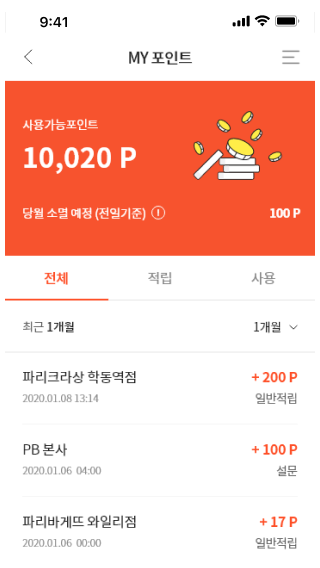 9:41
MY 포인트
사용가능포인트
10,020 P
당월 소멸 예정 (전일기준)
100 P
전체 적립 사용
최근 1개월 1개월
파리크라상 학동역점 + 200 P
2020.01.08 13:14 일반적립
PB 본사 + 100 P
2020.01.06 04:00 설문
파리바게뜨 와일리점 + 17 P
2020.01.06 00:00 일반적립